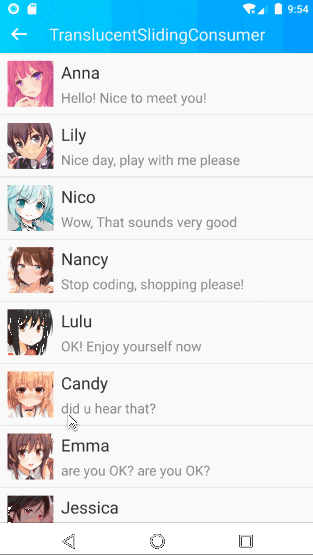 9:54
TranslucentSlidingConsumer
Anna
Hello! Nice to meet you!
Lily
Nice day, play with me please
Nico
Wow, That sounds very good
Nancy
Stop coding, shopping please!
Lulu
OK! Enjoy yourself now
Candy
did u hear that?
Emma
are you OK? are you OK?
Jessica